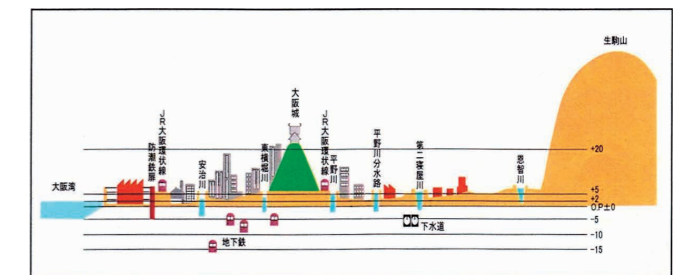 生駒山
大阪城
JR大阪環状線
防潮鉄扉
安治川
東横堀川
JR大阪環状線
平野川
平野川分水路
第二寝屋川
恩智川
大阪湾
+20
+5
+2
O.P±0
-5
-10
-15
下水道
地下鉄